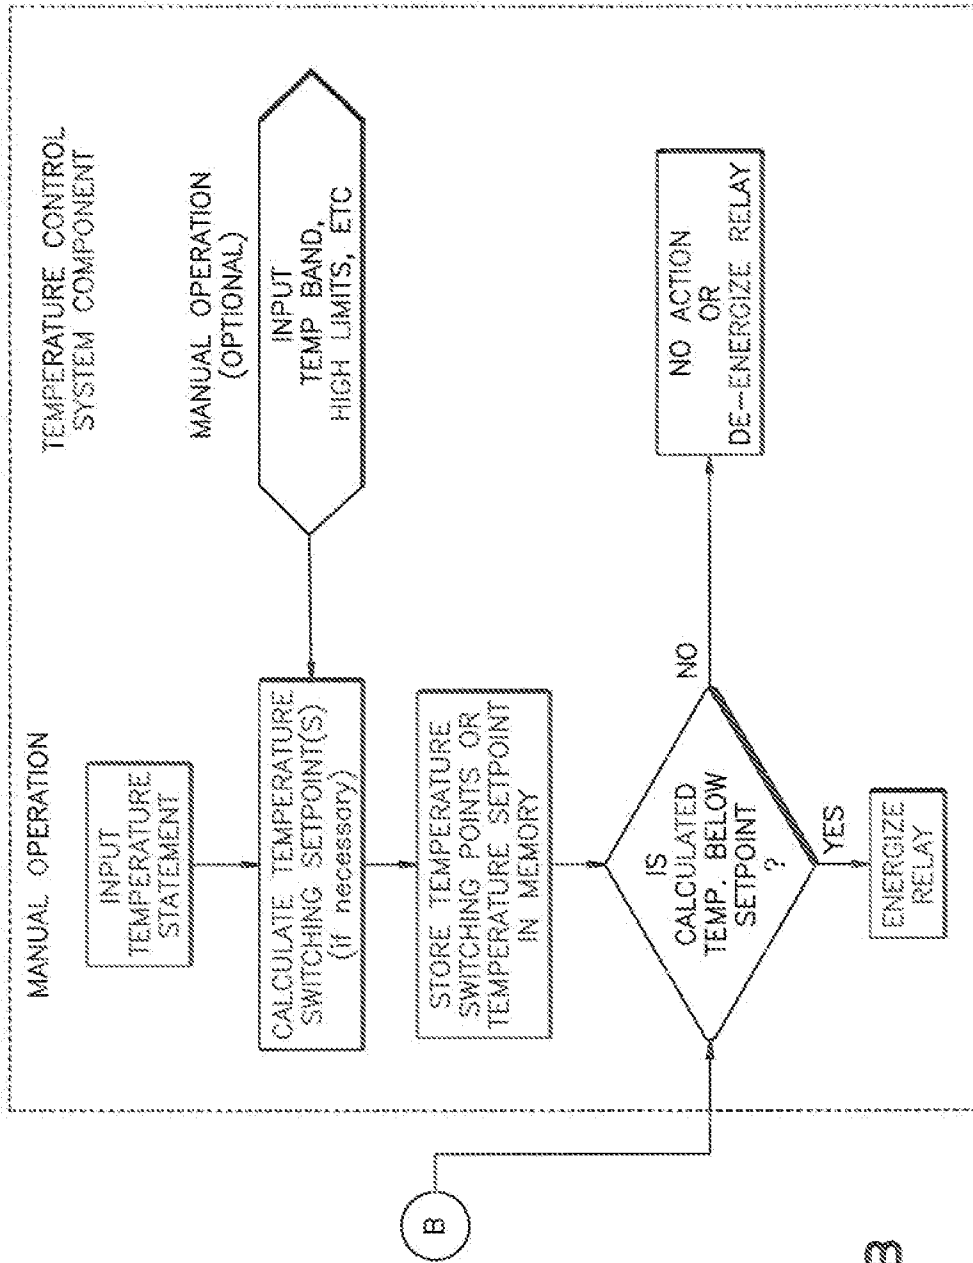 TEMPERATURE CONTROL
SYSTEM COMPONENT
MANUAL OPERATION
MANUAL OPERATION
(OPTIONAL)
INPUT
TEMPERATURE
STATEMENT
INPUT
TEMP BAND,
HIGH LIMITS, ETC
CALCULATE TEMPERATURE
SWITCHING SETPOINT(S)
(if necessary)
STORE TEMPERATURE
SWITCHING POINTS OR
TEMPERATURE SETPOINT
IN MEMORY
B
IS
CALCULATED
TEMP. BELOW
SETPOINT
?
NO
NO ACTION
OR
DE-ENERGIZE RELAY
YES
ENERGIZE
RELAY